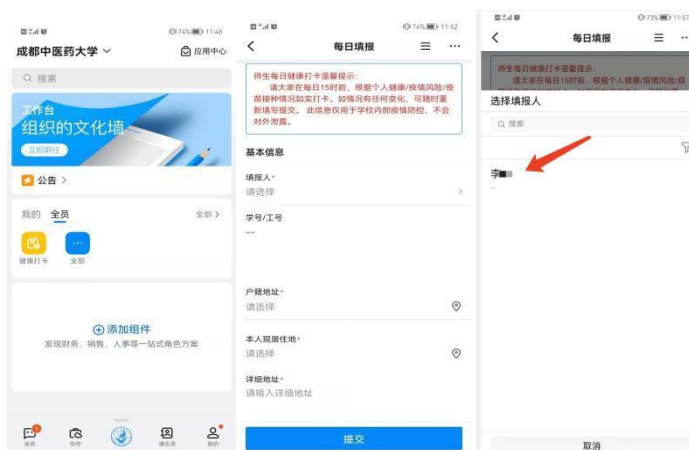 11:48
成都中医药大学
应用中心
搜索
工作台
组织的文化墙
立即前往
公告 >
我的 全员 全部 >
健康打卡 全部
添加组件
发现财务、销售、人事等一站式角色方案
消息 协作 通讯录 我的
11:52
每日填报
师生每日健康打卡温馨提示:
请大家在每日15时前，根据个人健康/疫情风险/疫
苗接种情况如实打卡。如情况有任何变化，可随时重
新填写提交。 此信息仅用于学校内部疫情防控，不会
对外泄露。
基本信息
填报人*
请选择
学号/工号
--
户籍地址*
请选择
本人现居住地*
请选择
详细地址*
请输入详细地址
提交
11:57
每日填报
师生每日健康打卡温馨提示:
请大家在每日15时前，根据个人健康/疫情风险/疫
选择填报人
搜索
李
--
取消